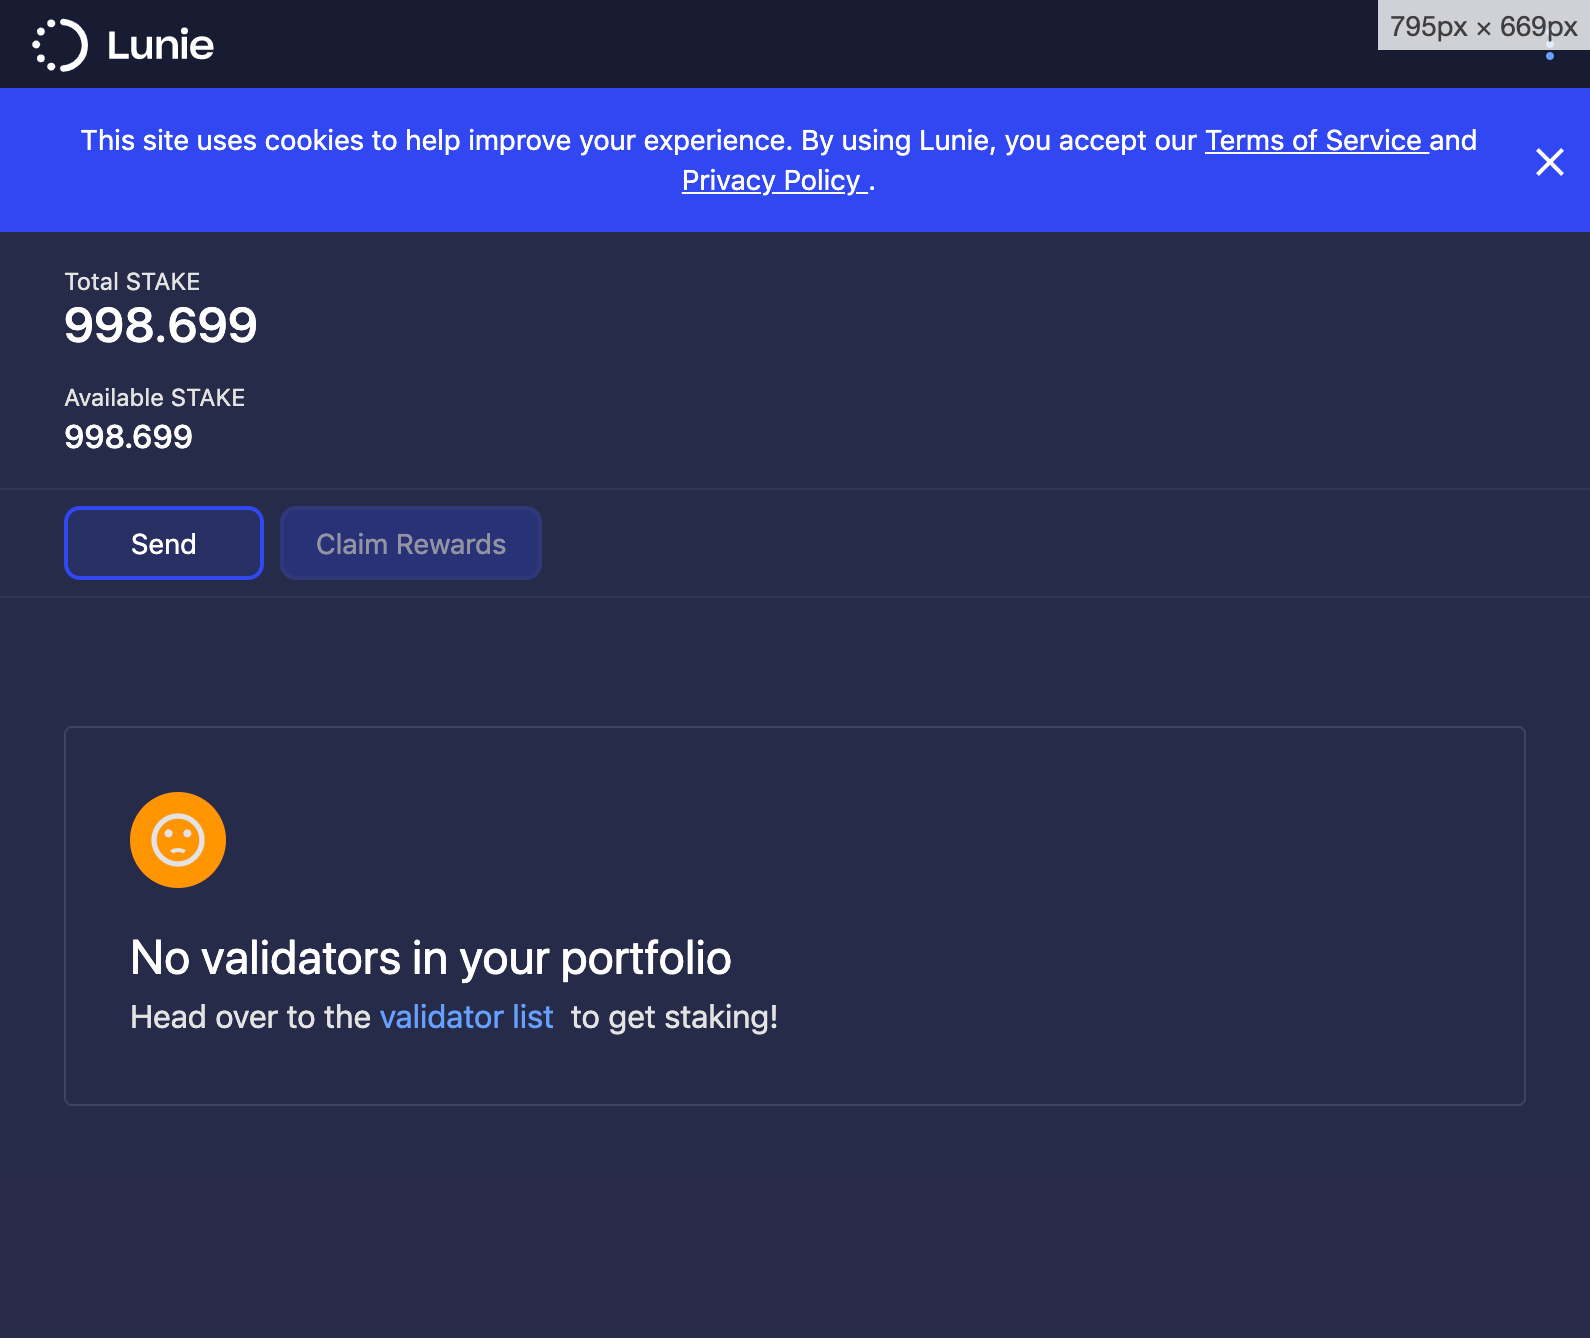 Lunie
795px × 669px
This site uses cookies to help improve your experience. By using Lunie, you accept our Terms of Service and
Privacy Policy .
Total STAKE
998.699
Available STAKE
998.699
Send
Claim Rewards
No validators in your portfolio
Head over to the validator list to get staking!